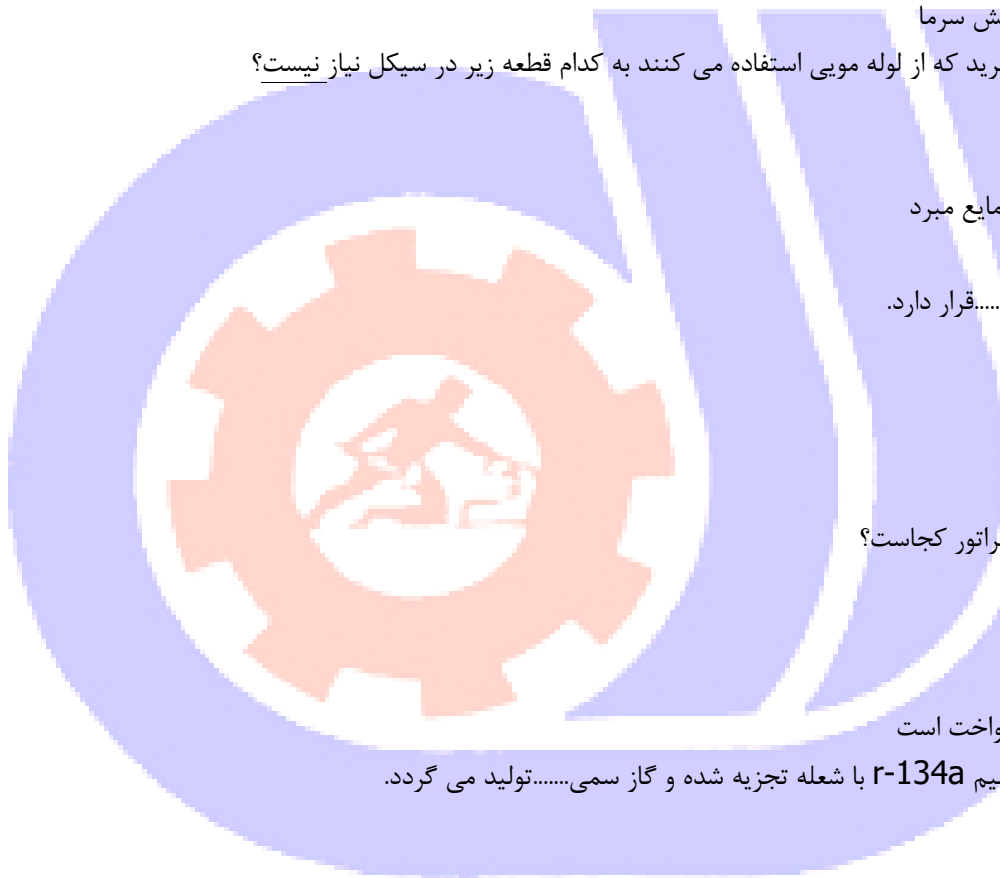 ش سرما
رید که از لوله مویی استفاده می کنند به کدام قطعه زیر در سیکل نیاز نیست؟
مایع مبرد
.....قرار دارد.
راتور کجاست؟
واخت است
یم r-134a با شعله تجزیه شده و گاز سمی.......تولید می گردد.